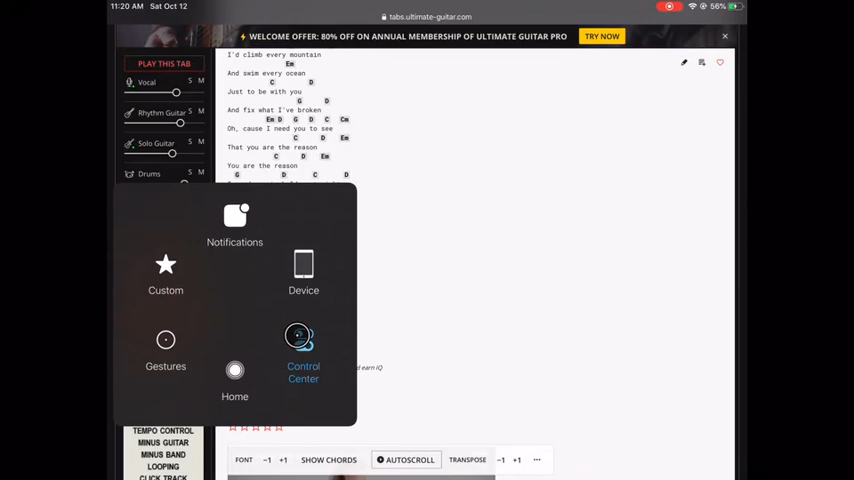 11:20 AM Sat Oct 12
56%
tabs.ultimate-guitar.com
WELCOME OFFER: 80% OFF ON ANNUAL MEMBERSHIP OF ULTIMATE GUITAR PRO
TRY NOW
PLAY THIS TAB
Vocal S M
Rhythm Guitar S M
Solo Guitar S M
Drums S M
I'd climb every mountain
Em
And swim every ocean
C D
Just to be with you
G D
And fix what I've broken
Em D G D C Cm
Oh, cause I need you to see
C D Em
That you are the reason
C D Em
You are the reason
G D C D
Notifications
Custom
Device
Gestures
Control
Center
Home
d earn iQ
TEMPO CONTROL
MINUS GUITAR
MINUS BAND
LOOPING
CLICK TRACK
FONT −1 +1 SHOW CHORDS AUTOSCROLL TRANSPOSE −1 +1 ...